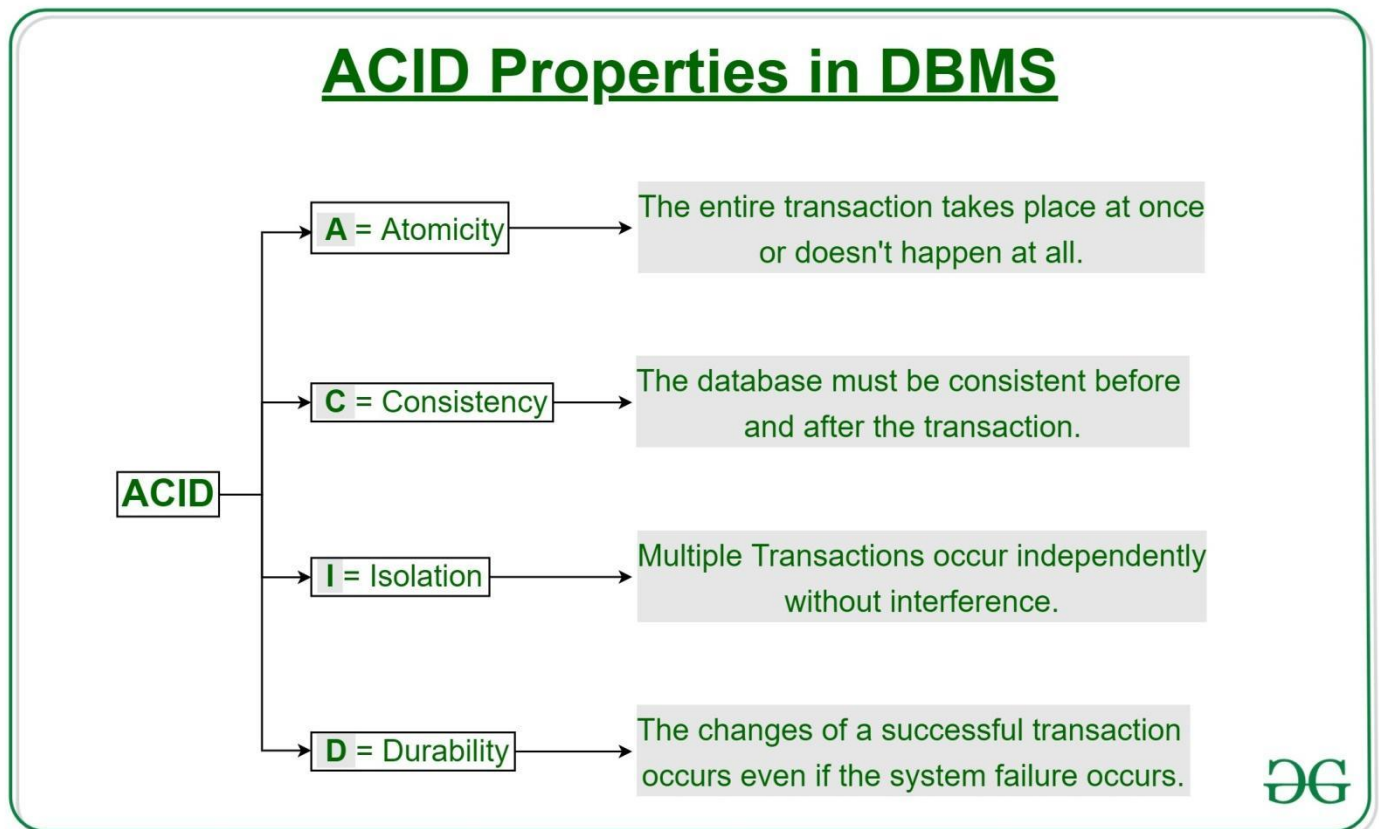 ACID Properties in DBMS
A = Atomicity
The entire transaction takes place at once
or doesn't happen at all.
C = Consistency
The database must be consistent before
and after the transaction.
ACID
I = Isolation
Multiple Transactions occur independently
without interference.
D = Durability
The changes of a successful transaction
occurs even if the system failure occurs.